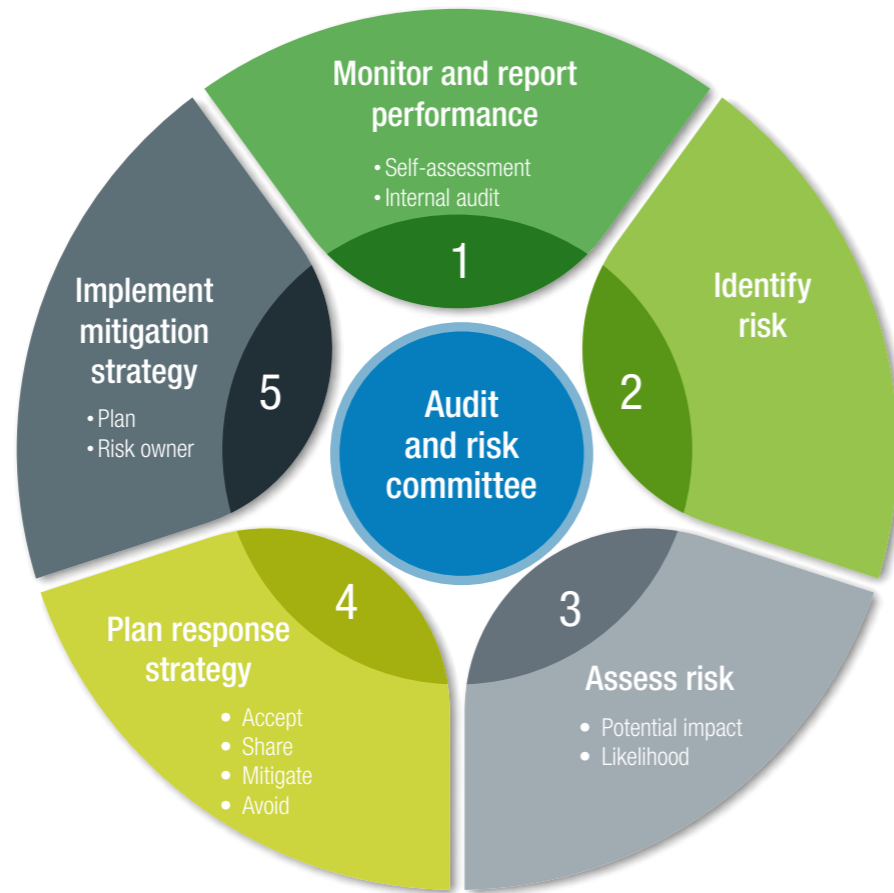 Monitor and report
performance
• Self-assessment
• Internal audit
1
Identify
risk
2
Assess risk
• Potential impact
• Likelihood
3
Plan response
strategy
• Accept
• Share
• Mitigate
• Avoid
4
Implement
mitigation
strategy
• Plan
• Risk owner
5
Audit
and risk
committee